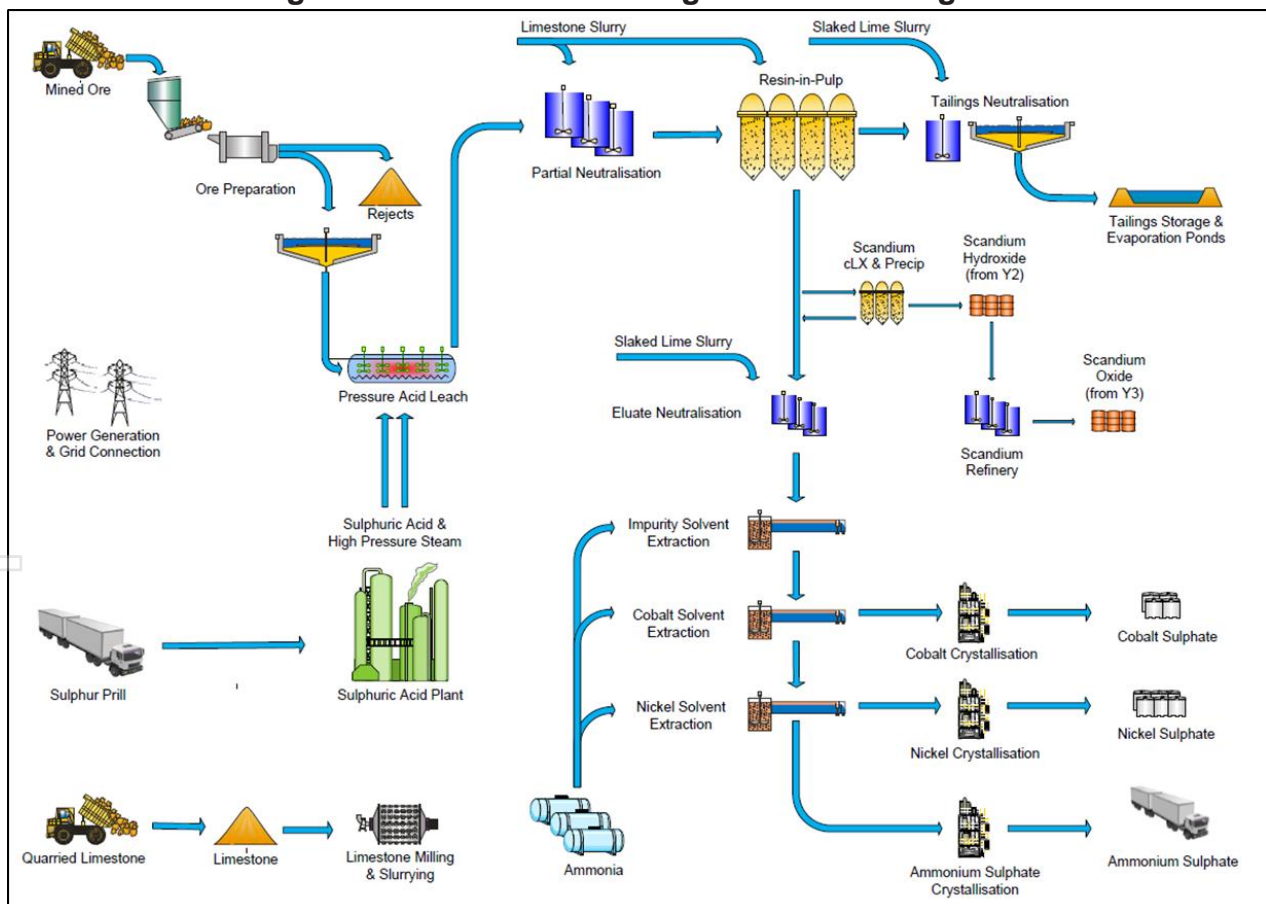 Limestone Slurry
Slaked Lime Slurry
Mined Ore
Resin-in-Pulp
Tailings Neutralisation
Ore Preparation
Rejects
Partial Neutralisation
Tailings Storage &
Evaporation Ponds
Scandium
cLX & Precip
Scandium
Hydroxide
(from Y2)
Slaked Lime Slurry
Scandium
Oxide
(from Y3)
Pressure Acid Leach
Eluate Neutralisation
Power Generation
& Grid Connection
Scandium
Refinery
Sulphuric Acid &
High Pressure Steam
Impurity Solvent
Extraction
Cobalt Solvent
Extraction
Cobalt Crystallisation
Cobalt Sulphate
Sulphur Prill
Sulphuric Acid Plant
Nickel Solvent
Extraction
Nickel Crystallisation
Nickel Sulphate
Quarried Limestone
Limestone
Limestone Milling
& Slurrying
Ammonia
Ammonium Sulphate
Crystallisation
Ammonium Sulphate